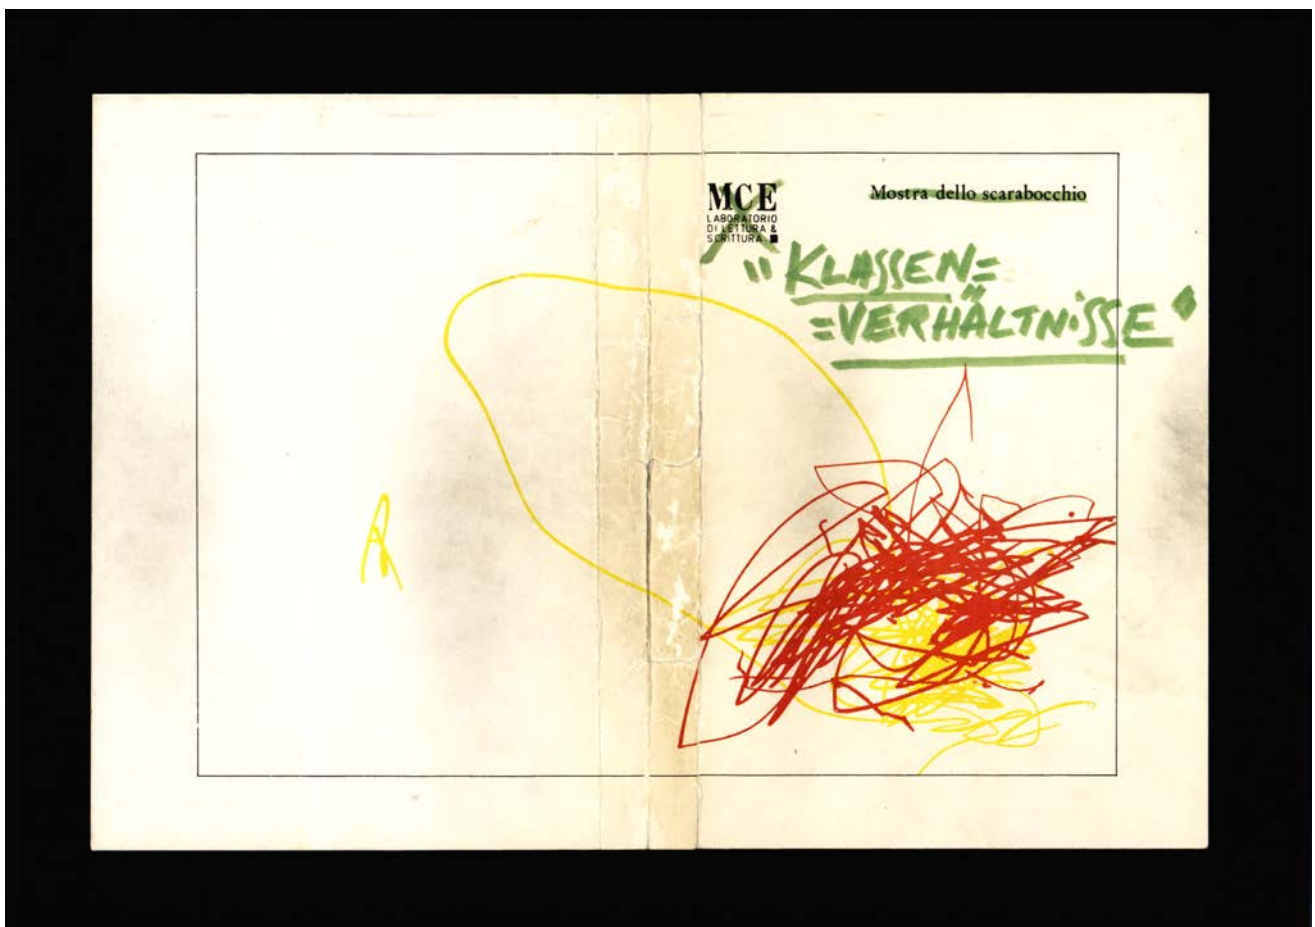 MCE
LABORATORIO
DI LETTURA &
SCRITTURA
Mostra dello scarabocchio
"KLASSEN=
=VERHÄLTNISSE"